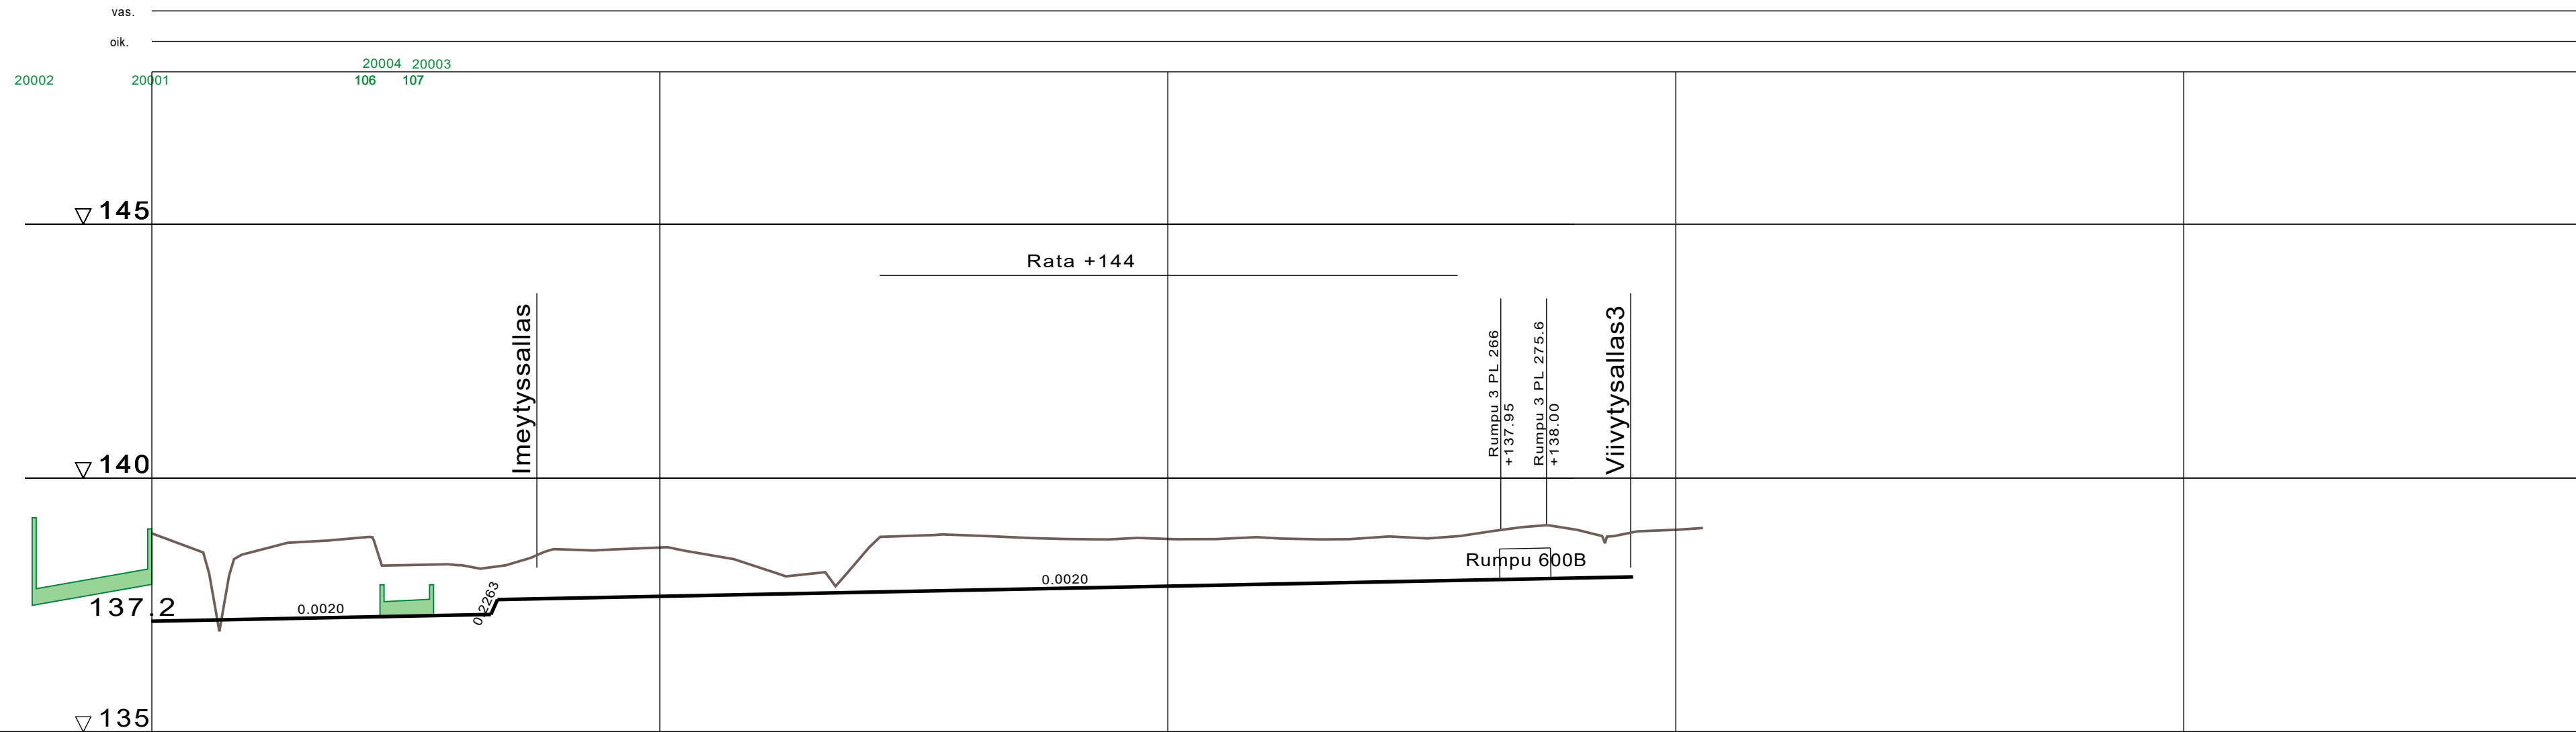 vas.
oik.
20004 20003
20002 20001 106 107
145
Rata +144
Imeytyssallas
Rumpu 3 PL 266
+137.95
Rumpu 3 PL 275.6
+138.00
Viivytysallas3
140
Rumpu 600B
137.2
0.0020
0.2263
0.0020
135